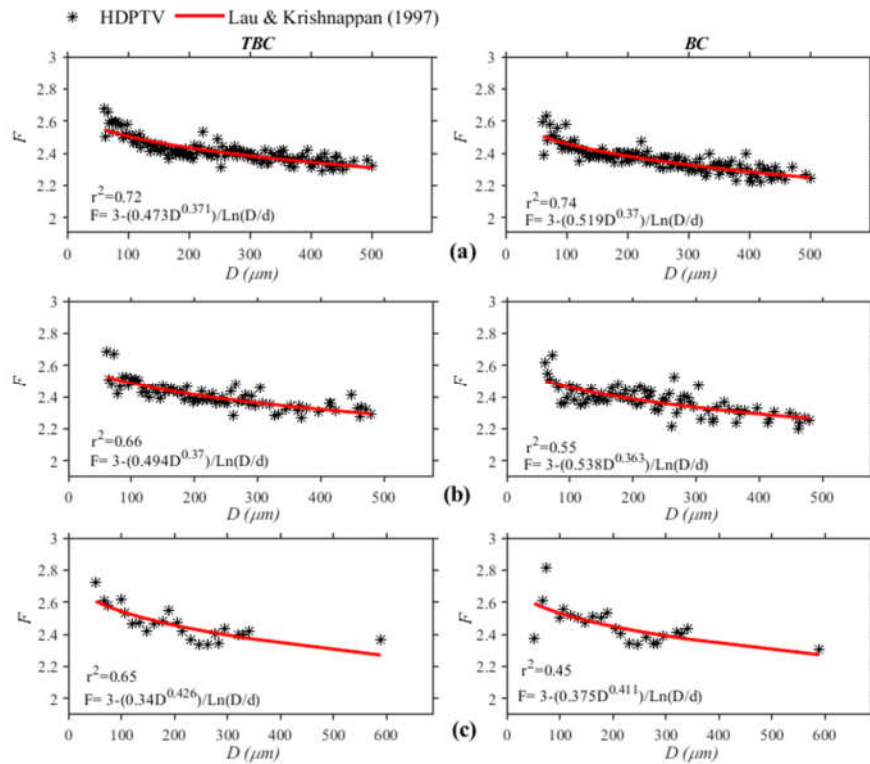 HDPTV Lau & Krishnappan (1997)
TBC BC
3 3
2.8 2.8
2.6 2.6
F F
2.4 2.4
2.2 2.2
r²=0.72 r²=0.74
2 F= 3-(0.473D^0.371)/Ln(D/d) 2 F= 3-(0.519D^0.37)/Ln(D/d)
0 100 200 300 400 500 0 100 200 300 400 500
D (μm) (a) D (μm)
3 3
2.8 2.8
2.6 2.6
F F
2.4 2.4
2.2 2.2
r²=0.66 r²=0.55
2 F= 3-(0.494D^0.37)/Ln(D/d) 2 F= 3-(0.538D^0.363)/Ln(D/d)
0 100 200 300 400 500 0 100 200 300 400 500
D (μm) (b) D (μm)
3 3
2.8 2.8
2.6 2.6
F F
2.4 2.4
2.2 2.2
r²=0.65 r²=0.45
2 F= 3-(0.34D^0.426)/Ln(D/d) 2 F= 3-(0.375D^0.411)/Ln(D/d)
0 100 200 300 400 500 600 0 100 200 300 400 500 600
D (μm) (c) D (μm)